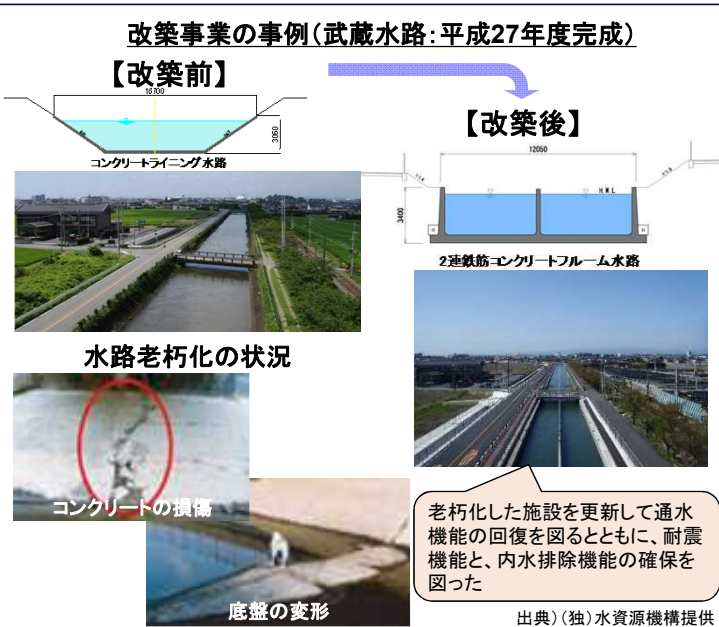 改築事業の事例(武蔵水路:平成27年度完成)
【改築前】
16700
3050
コンクリートライニング水路
【改築後】
12050
H.W.L
3400
2連鉄筋コンクリートフルーム水路
水路老朽化の状況
コンクリートの損傷
底盤の変形
老朽化した施設を更新して通水
機能の回復を図るとともに、耐震
機能と、内水排除機能の確保を
図った
出典)(独)水資源機構提供